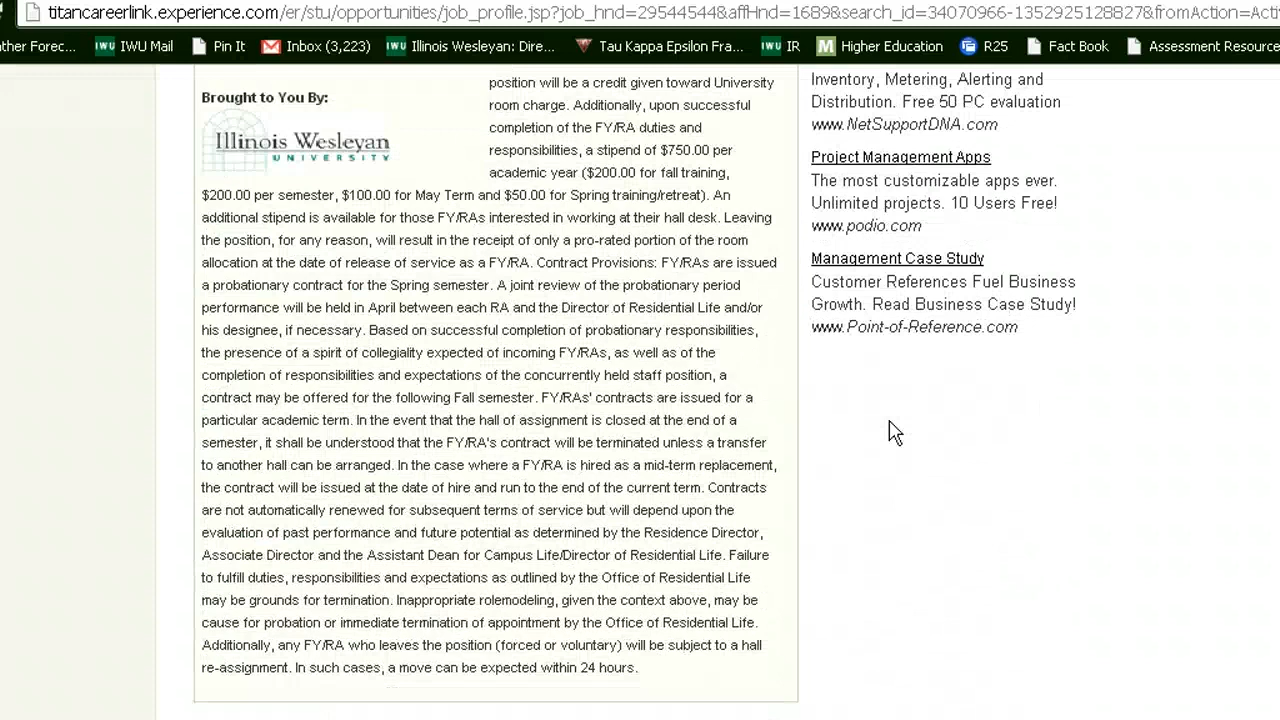 titancareerlink.experience.com/er/stu/opportunities/job_profile.jsp?job_hnd=29544544&affHnd=1689&search_id=34070966-1352925128827&fromAction=Acti
ther Forec... IWU IWU Mail Pin It Inbox (3,223) IWU Illinois Wesleyan: Dire... Tau Kappa Epsilon Fra... IWU IR M Higher Education R25 Fact Book Assessment Resource
Brought to You By:
Illinois Wesleyan
UNIVERSITY
position will be a credit given toward University
room charge. Additionally, upon successful
completion of the FY/RA duties and
responsibilities, a stipend of $750.00 per
academic year ($200.00 for fall training,
$200.00 per semester, $100.00 for May Term and $50.00 for Spring training/retreat). An
additional stipend is available for those FY/RAs interested in working at their hall desk. Leaving
the position, for any reason, will result in the receipt of only a pro-rated portion of the room
allocation at the date of release of service as a FY/RA. Contract Provisions: FY/RAs are issued
a probationary contract for the Spring semester. A joint review of the probationary period
performance will be held in April between each RA and the Director of Residential Life and/or
his designee, if necessary. Based on successful completion of probationary responsibilities,
the presence of a spirit of collegiality expected of incoming FY/RAs, as well as of the
completion of responsibilities and expectations of the concurrently held staff position, a
contract may be offered for the following Fall semester. FY/RAs' contracts are issued for a
particular academic term. In the event that the hall of assignment is closed at the end of a
semester, it shall be understood that the FY/RA's contract will be terminated unless a transfer
to another hall can be arranged. In the case where a FY/RA is hired as a mid-term replacement,
the contract will be issued at the date of hire and run to the end of the current term. Contracts
are not automatically renewed for subsequent terms of service but will depend upon the
evaluation of past performance and future potential as determined by the Residence Director,
Associate Director and the Assistant Dean for Campus Life/Director of Residential Life. Failure
to fulfill duties, responsibilities and expectations as outlined by the Office of Residential Life
may be grounds for termination. Inappropriate rolemodeling, given the context above, may be
cause for probation or immediate termination of appointment by the Office of Residential Life.
Additionally, any FY/RA who leaves the position (forced or voluntary) will be subject to a hall
re-assignment. In such cases, a move can be expected within 24 hours.
Inventory, Metering, Alerting and
Distribution. Free 50 PC evaluation
www.NetSupportDNA.com
Project Management Apps
The most customizable apps ever.
Unlimited projects. 10 Users Free!
www.podio.com
Management Case Study
Customer References Fuel Business
Growth. Read Business Case Study!
www.Point-of-Reference.com